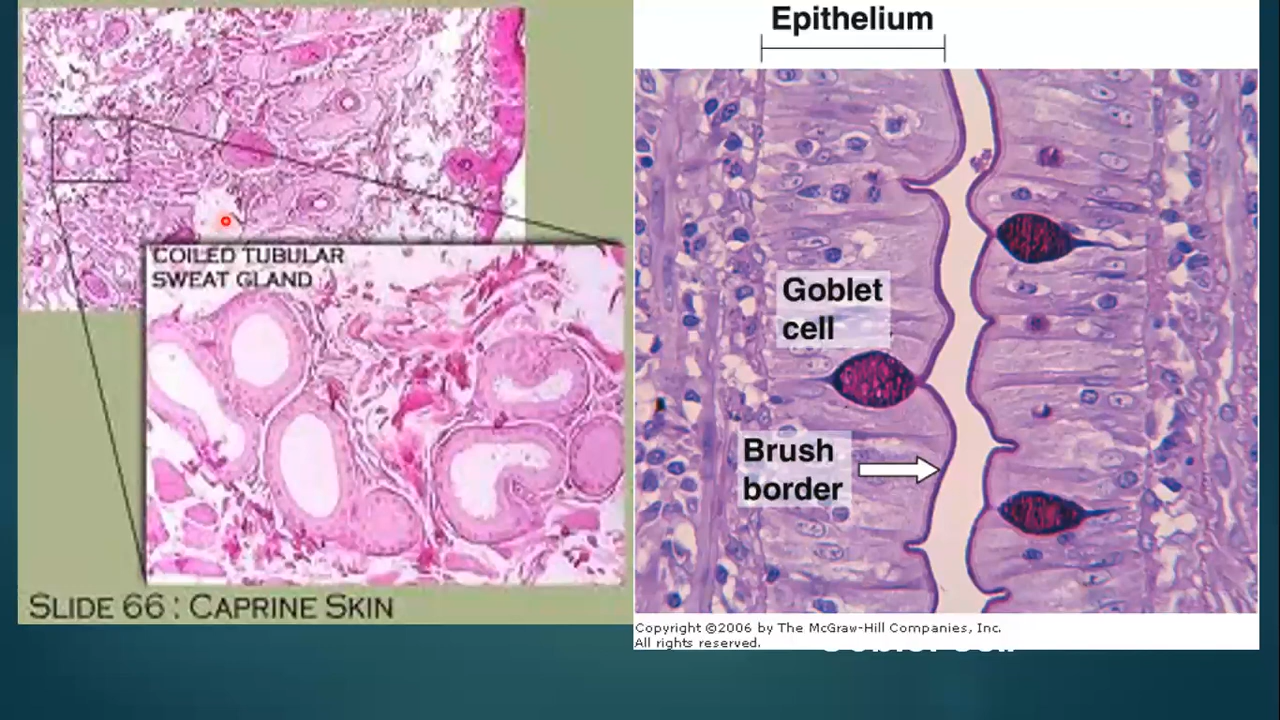 COILED TUBULAR
SWEAT GLAND
SLIDE 66 : CAPRINE SKIN
Epithelium
Goblet
cell
Brush
border
Copyright ©2006 by The McGraw-Hill Companies, Inc.
All rights reserved.